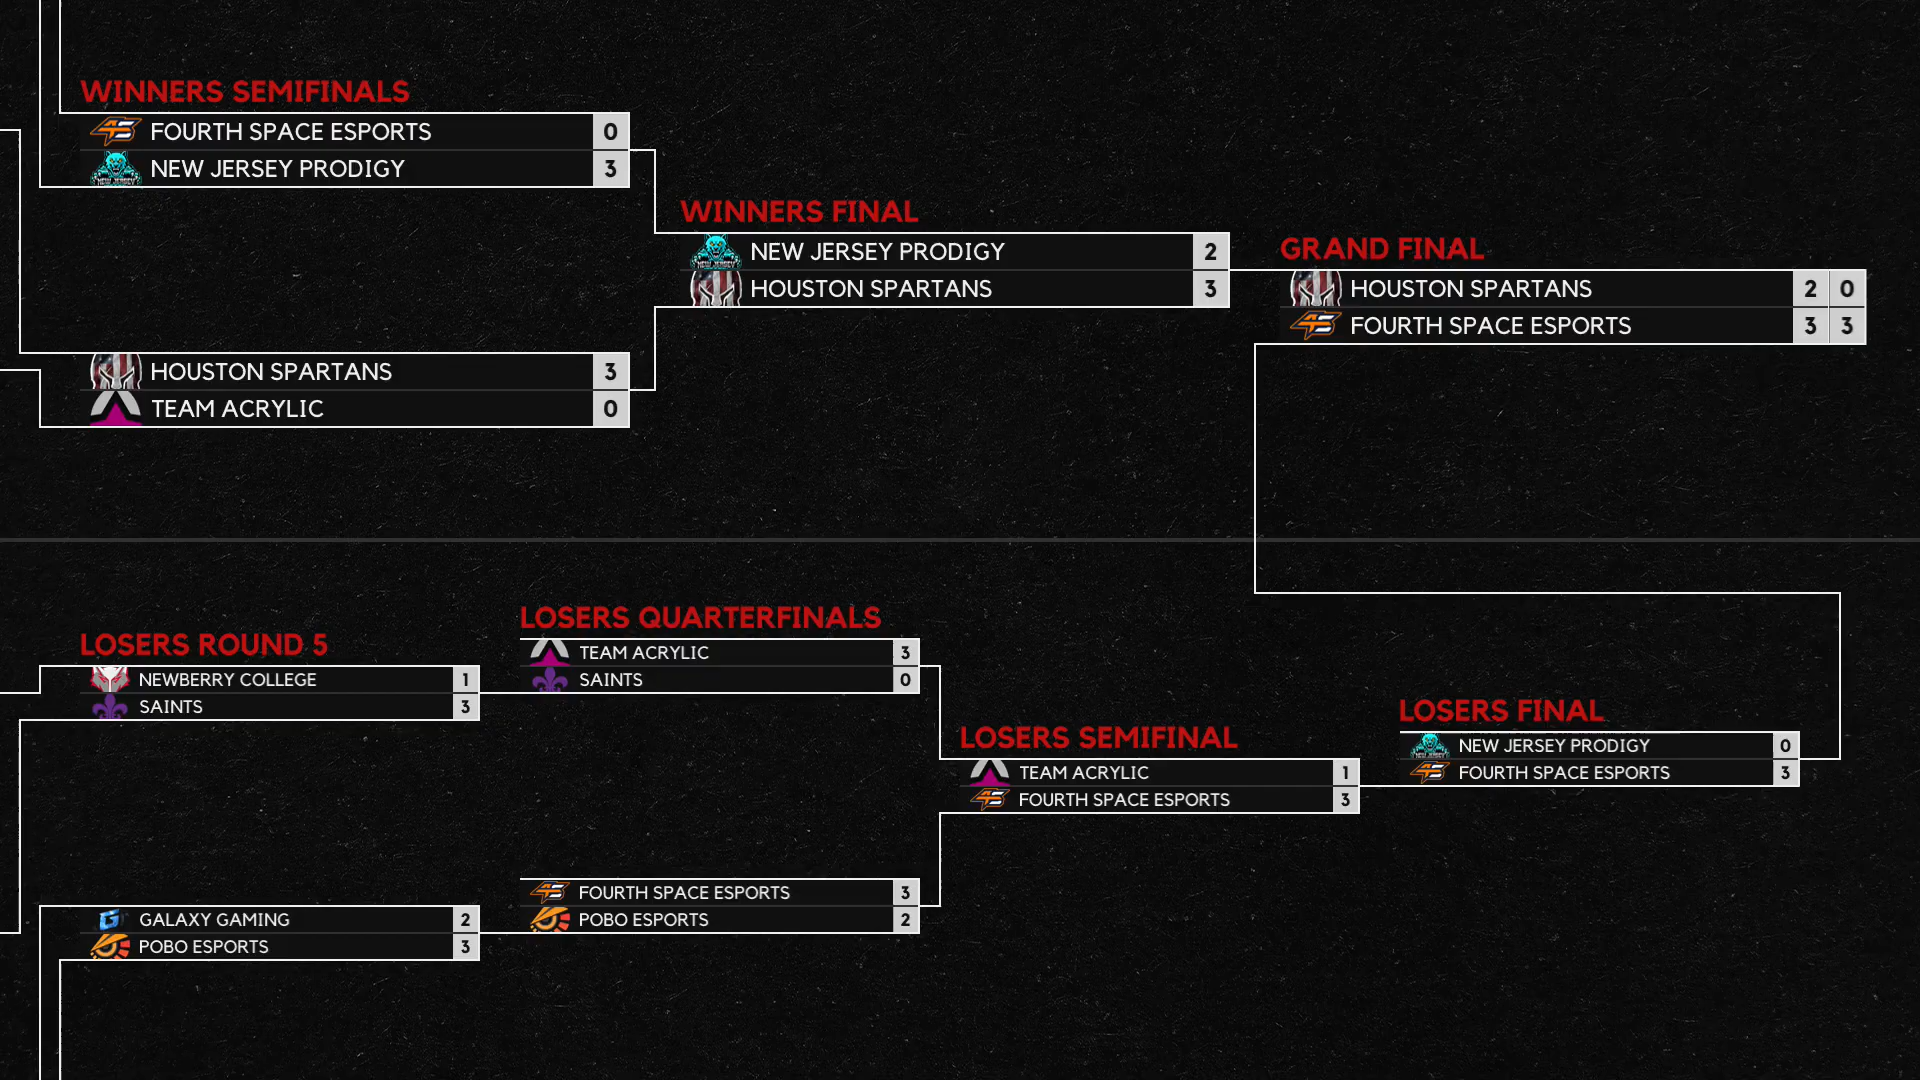 WINNERS SEMIFINALS
FOURTH SPACE ESPORTS 0
NEW JERSEY PRODIGY 3
HOUSTON SPARTANS 3
TEAM ACRYLIC 0
WINNERS FINAL
NEW JERSEY PRODIGY 2
HOUSTON SPARTANS 3
GRAND FINAL
HOUSTON SPARTANS 2 0
FOURTH SPACE ESPORTS 3 3
LOSERS ROUND 5
NEWBERRY COLLEGE 1
SAINTS 3
GALAXY GAMING 2
POBO ESPORTS 3
LOSERS QUARTERFINALS
TEAM ACRYLIC 3
SAINTS 0
FOURTH SPACE ESPORTS 3
POBO ESPORTS 2
LOSERS SEMIFINAL
TEAM ACRYLIC 1
FOURTH SPACE ESPORTS 3
LOSERS FINAL
NEW JERSEY PRODIGY 0
FOURTH SPACE ESPORTS 3